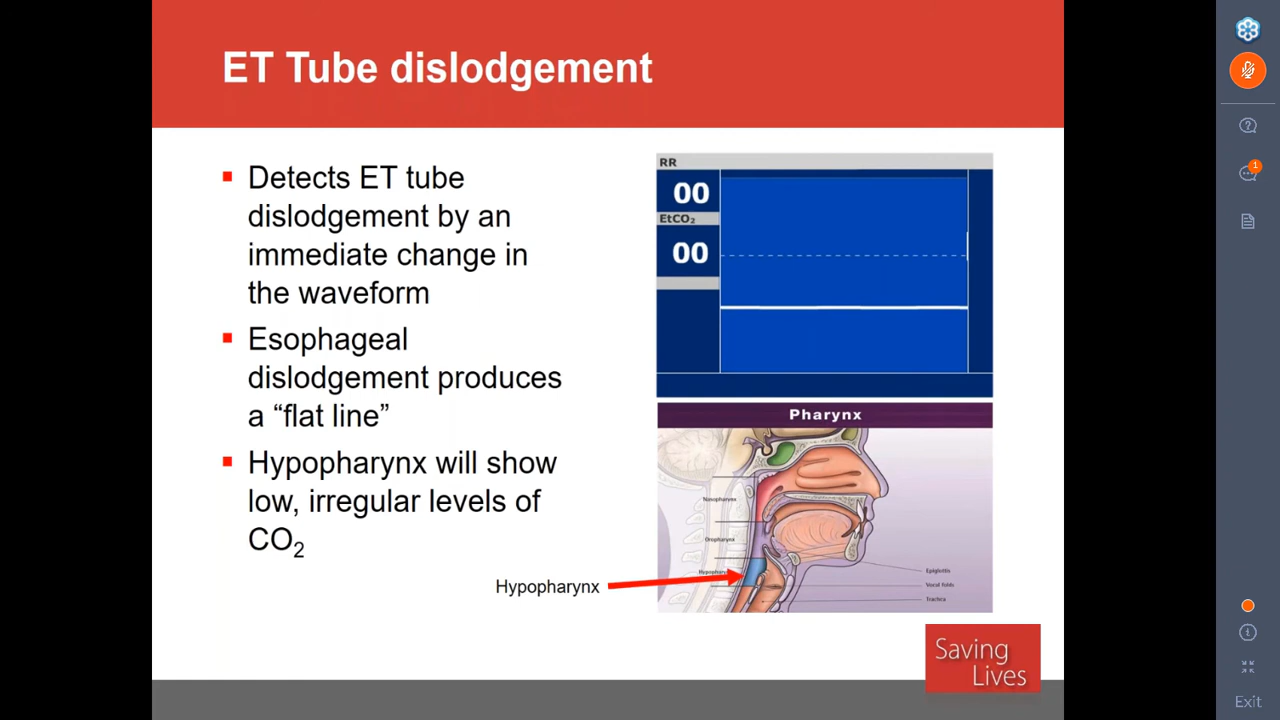 ET Tube dislodgement
Detects ET tube
dislodgement by an
immediate change in
the waveform
Esophageal
dislodgement produces
a “flat line”
Hypopharynx will show
low, irregular levels of
CO₂
Hypopharynx
RR
00
EtCO₂
00
Pharynx
Nasopharynx
Oropharynx
Epiglottis
Vocal folds
Trachea
Saving
Lives
1
Exit